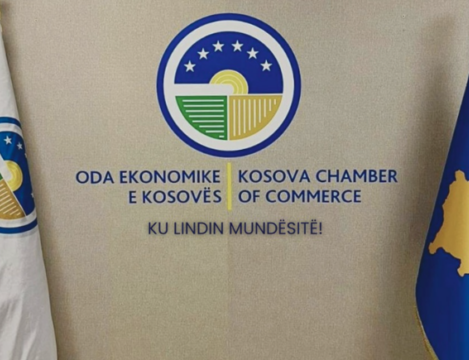 ODA EKONOMIKE
E KOSOVËS
KOSOVA CHAMBER
OF COMMERCE
KU LINDIN MUNDËSITË!